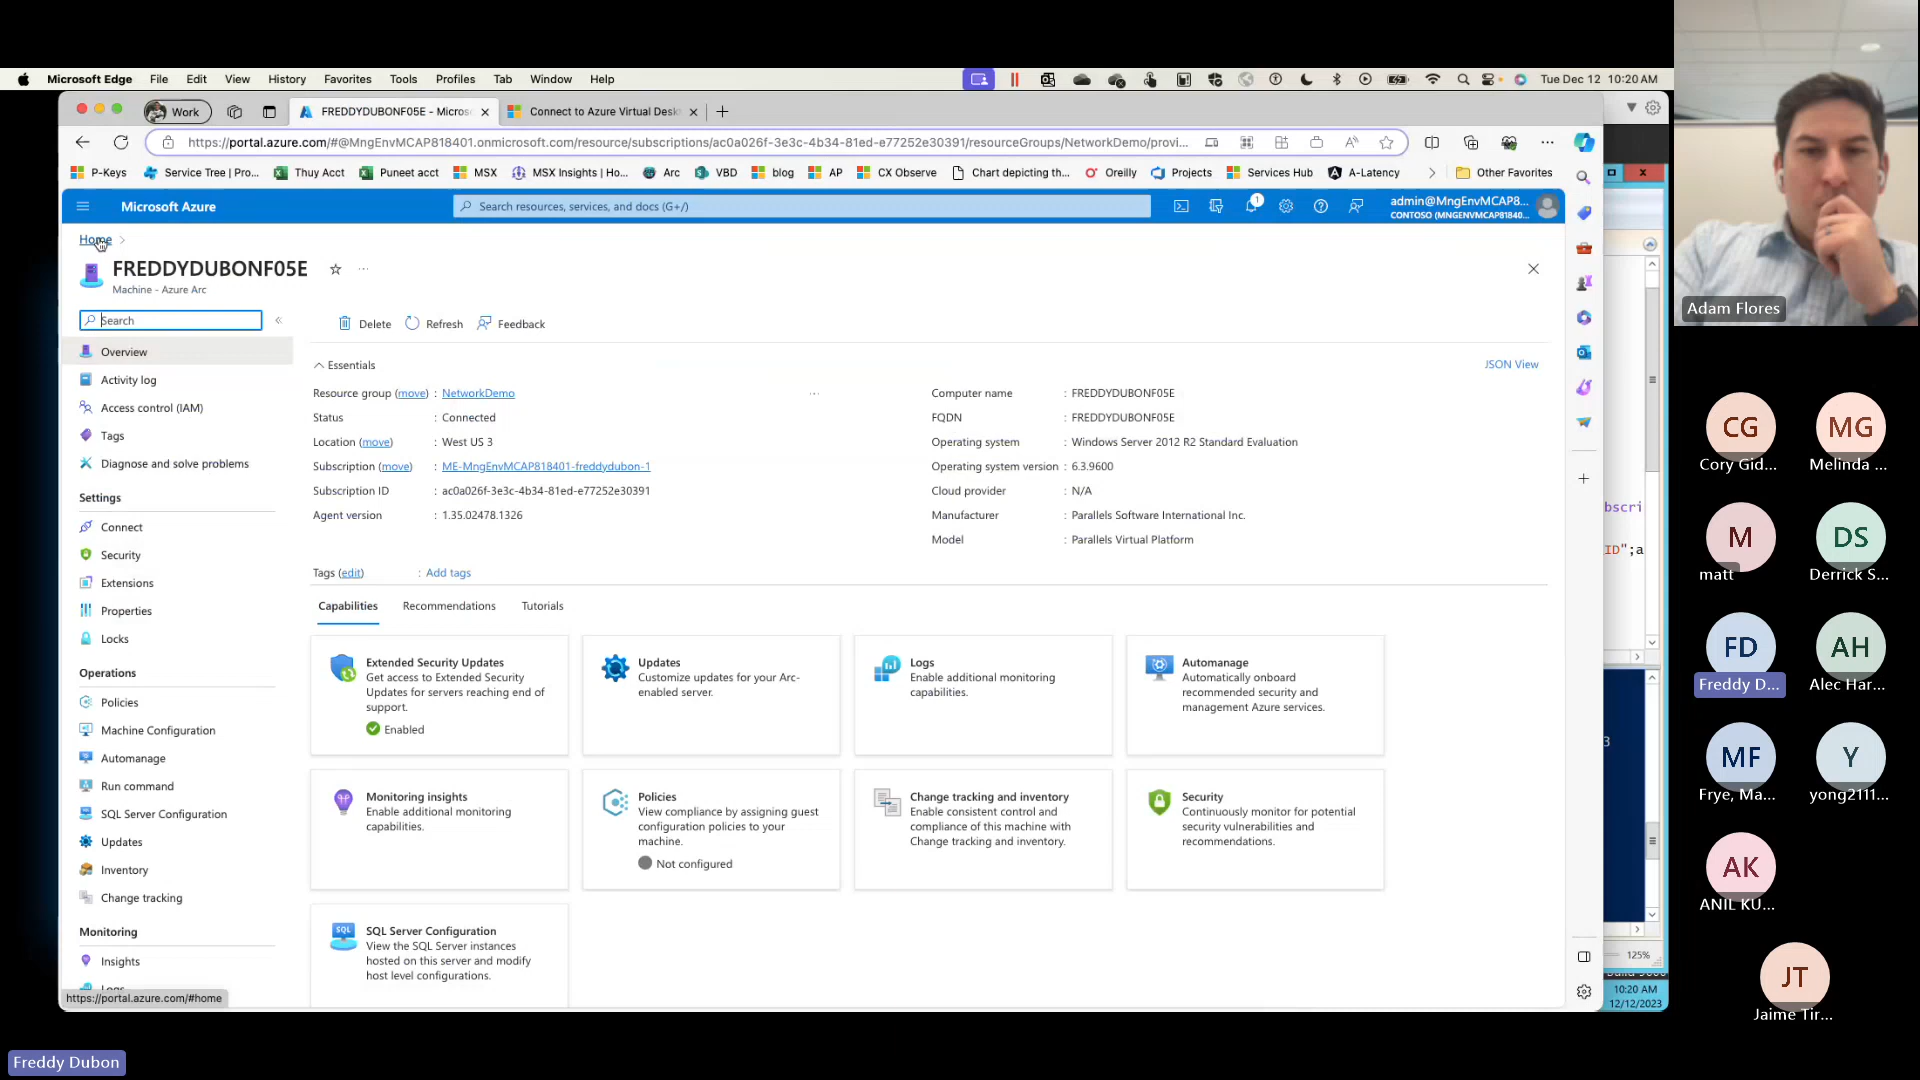 Microsoft Edge File Edit View History Favorites Tools Profiles Tab Window Help
Tue Dec 12 10:20 AM
Work
FREDDYDUBONF05E - Micros
Connect to Azure Virtual Desk
https://portal.azure.com/#@MngEnvMCAP818401.onmicrosoft.com/resource/subscriptions/ac0a026f-3e3c-4b34-81ed-e77252e30391/resourceGroups/NetworkDemo/provi...
P-Keys
Service Tree | Pro...
Thuy Acct
Puneet acct
MSX
MSX Insights | Ho...
Arc
VBD
blog
AP
CX Observe
Chart depicting th...
Oreilly
Projects
Services Hub
A-Latency
Other Favorites
Microsoft Azure
Search resources, services, and docs (G+/)
1
admin@MngEnvMCAP8...
CONTOSO (MNGENVMCAP81840...
Home
FREDDYDUBONF05E
Machine - Azure Arc
Search
Delete
Refresh
Feedback
Overview
Activity log
Access control (IAM)
Tags
Diagnose and solve problems
Settings
Connect
Security
Extensions
Properties
Locks
Operations
Policies
Machine Configuration
Automanage
Run command
SQL Server Configuration
Updates
Inventory
Change tracking
Monitoring
Insights
Logs
https://portal.azure.com/#home
Essentials
JSON View
Resource group (move) : NetworkDemo
Status : Connected
Location (move) : West US 3
Subscription (move) : ME-MngEnvMCAP818401-freddydubon-1
Subscription ID : ac0a026f-3e3c-4b34-81ed-e77252e30391
Agent version : 1.35.02478.1326
Computer name : FREDDYDUBONF05E
FQDN : FREDDYDUBONF05E
Operating system : Windows Server 2012 R2 Standard Evaluation
Operating system version : 6.3.9600
Cloud provider : N/A
Manufacturer : Parallels Software International Inc.
Model : Parallels Virtual Platform
Tags (edit) : Add tags
Capabilities
Recommendations
Tutorials
Extended Security Updates
Get access to Extended Security
Updates for servers reaching end of
support.
Enabled
Updates
Customize updates for your Arc-
enabled server.
Logs
Enable additional monitoring
capabilities.
Automanage
Automatically onboard
recommended security and
management Azure services.
Monitoring insights
Enable additional monitoring
capabilities.
Policies
View compliance by assigning guest
configuration policies to your
machine.
Not configured
Change tracking and inventory
Enable consistent control and
compliance of this machine with
Change tracking and inventory.
Security
Continuously monitor for potential
security vulnerabilities and
recommendations.
SQL
SQL Server Configuration
View the SQL Server instances
hosted on this server and modify
host level configurations.
bscri
ID";a
3
125%
10:20 AM
12/12/2023
Adam Flores
CG
Cory Gid...
MG
Melinda ...
M
matt
DS
Derrick S...
FD
Freddy D...
AH
Alec Har...
MF
Frye, Ma...
Y
yong2111...
AK
ANIL KU...
JT
Jaime Tir...
Freddy Dubon